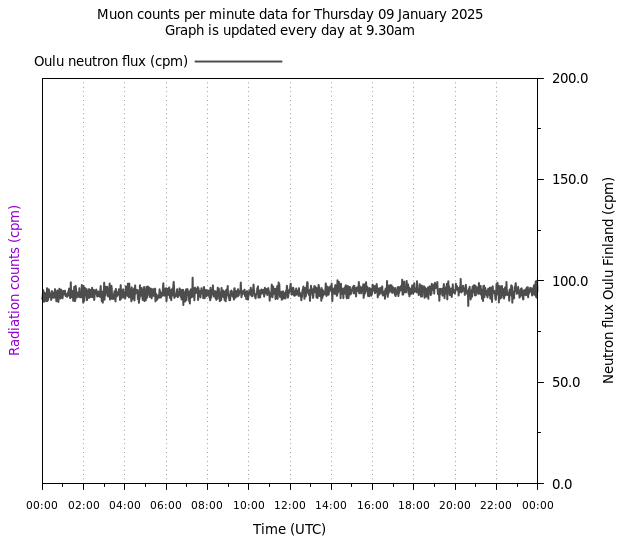 Muon counts per minute data for Thursday 09 January 2025
Graph is updated every day at 9.30am
Oulu neutron flux (cpm)
200.0
150.0
100.0
50.0
0.0
Radiation counts (cpm)
Neutron flux Oulu Finland (cpm)
00:00 02:00 04:00 06:00 08:00 10:00 12:00 14:00 16:00 18:00 20:00 22:00 00:00
Time (UTC)